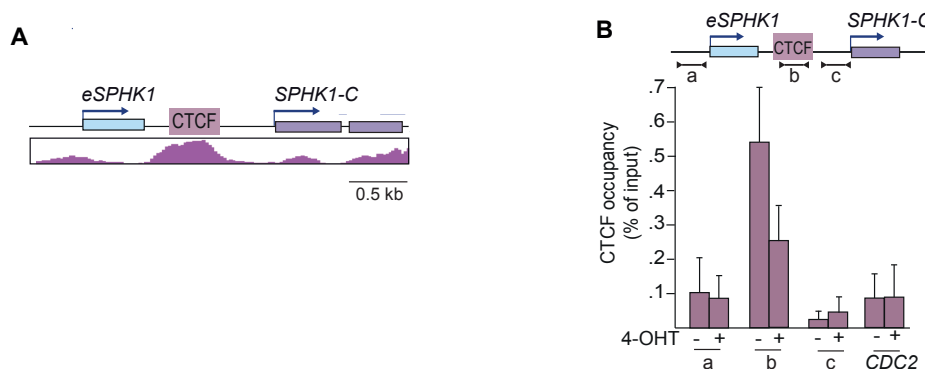 A
eSPHK1
SPHK1-C
CTCF
0.5 kb
B
eSPHK1
SPHK1-C
CTCF
a
b
c
CTCF occupancy
(% of input)
.7
.6
.5
.4
.3
.2
.1
4-OHT
- + - + - + - +
a b c CDC2